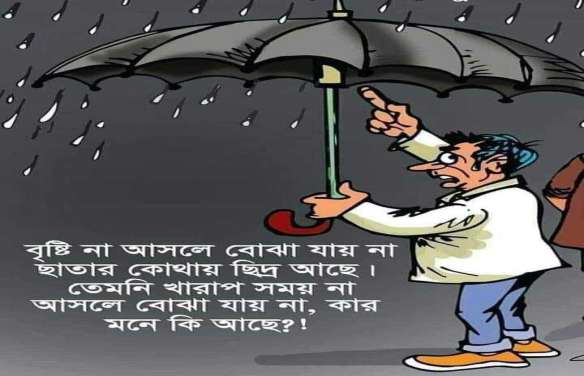 বৃষ্টি না আসলে বোঝা যায় না
ছাতার কোথায় ছিদ্র আছে।
তেমনি খারাপ সময় না
আসলে বোঝা যায় না, কার
মনে কি আছে?!